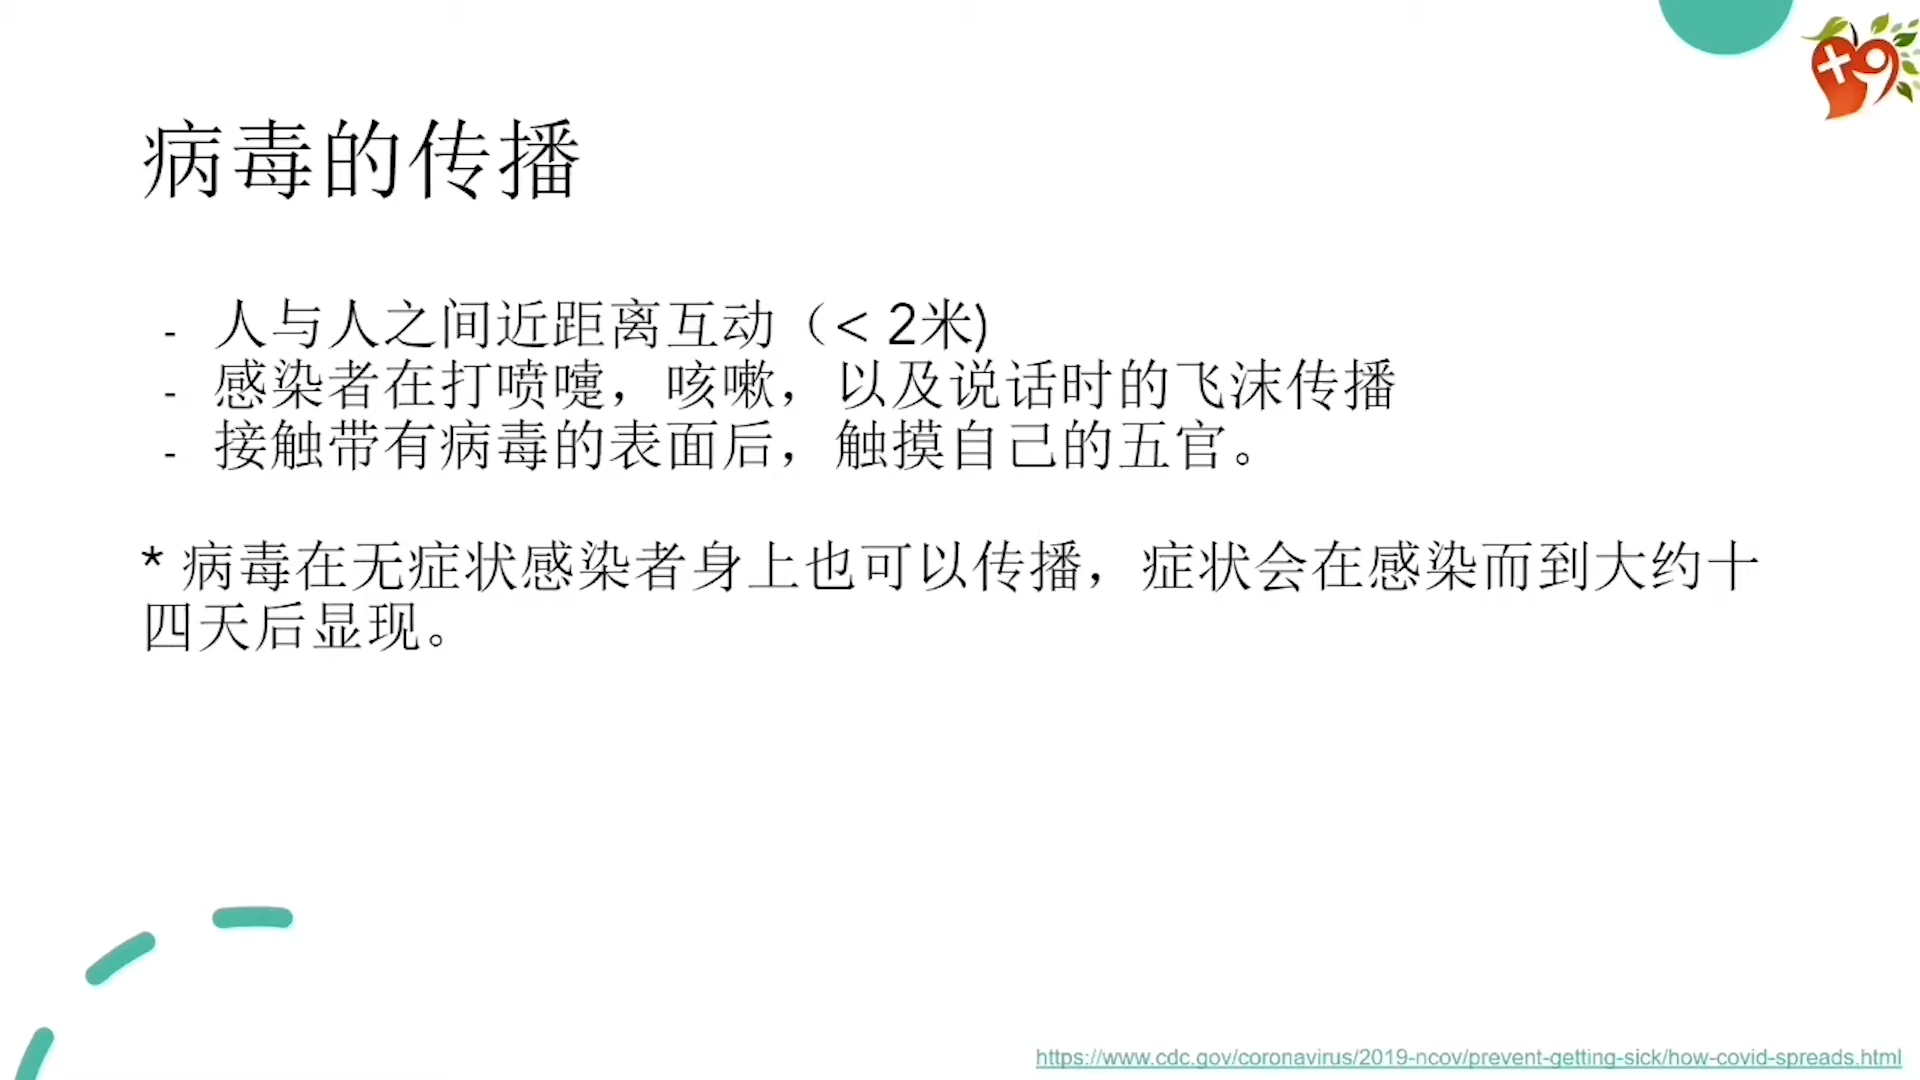 病毒的传播
- 人与人之间近距离互动（< 2米)
- 感染者在打喷嚏，咳嗽，以及说话时的飞沫传播
- 接触带有病毒的表面后，触摸自己的五官。
* 病毒在无症状感染者身上也可以传播，症状会在感染而到大约十
四天后显现。
https://www.cdc.gov/coronavirus/2019-ncov/prevent-getting-sick/how-covid-spreads.html